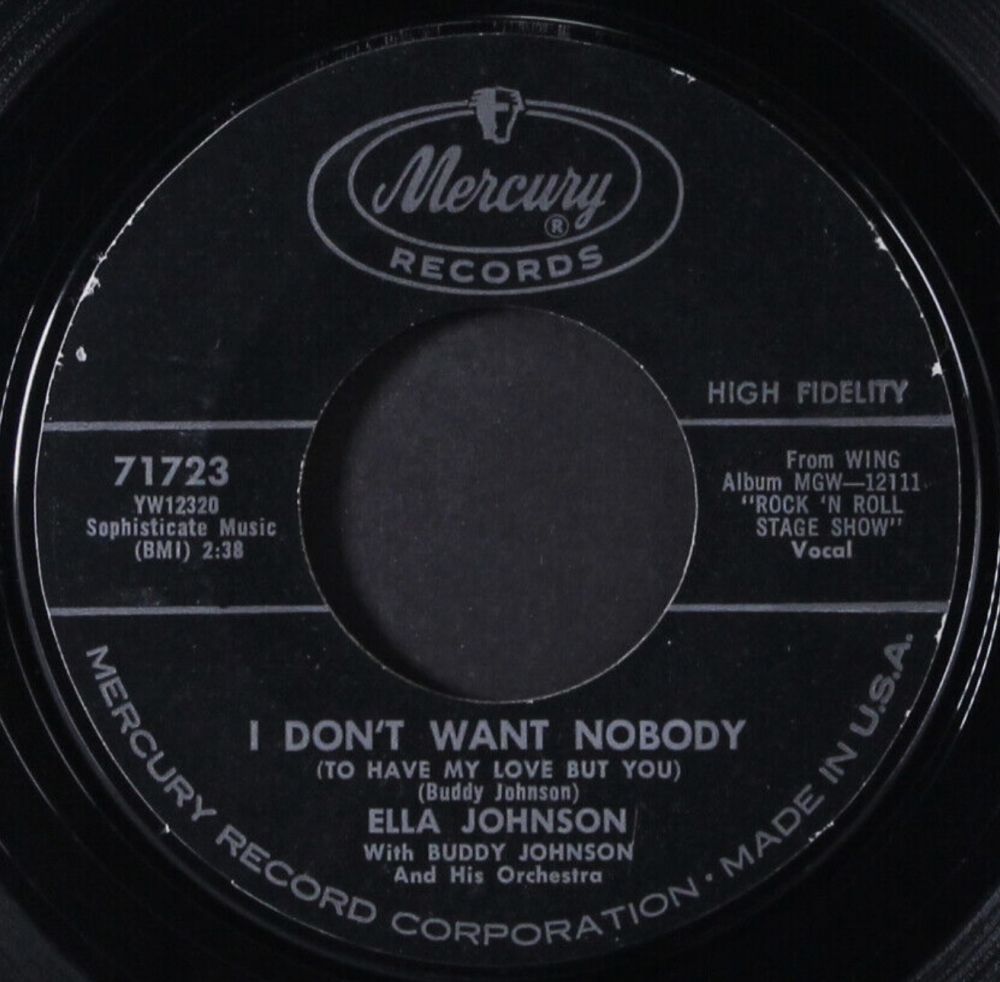 Mercury
®
RECORDS
HIGH FIDELITY
71723
YW12320
Sophisticate Music
(BMI) 2:38
From WING
Album MGW—12111
"ROCK 'N ROLL
STAGE SHOW"
Vocal
I DON'T WANT NOBODY
(TO HAVE MY LOVE BUT YOU)
(Buddy Johnson)
ELLA JOHNSON
With BUDDY JOHNSON
And His Orchestra
MERCURY RECORD CORPORATION • MADE IN U.S.A.